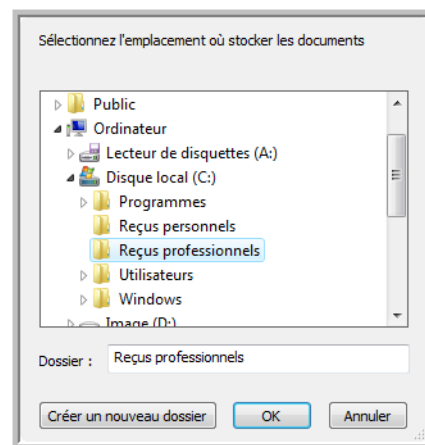 Sélectionnez l'emplacement où stocker les documents
Public
Ordinateur
Lecteur de disquettes (A:)
Disque local (C:)
Programmes
Reçus personnels
Reçus professionnels
Utilisateurs
Windows
Image (D:)
Dossier : Reçus professionnels
Créer un nouveau dossier OK Annuler